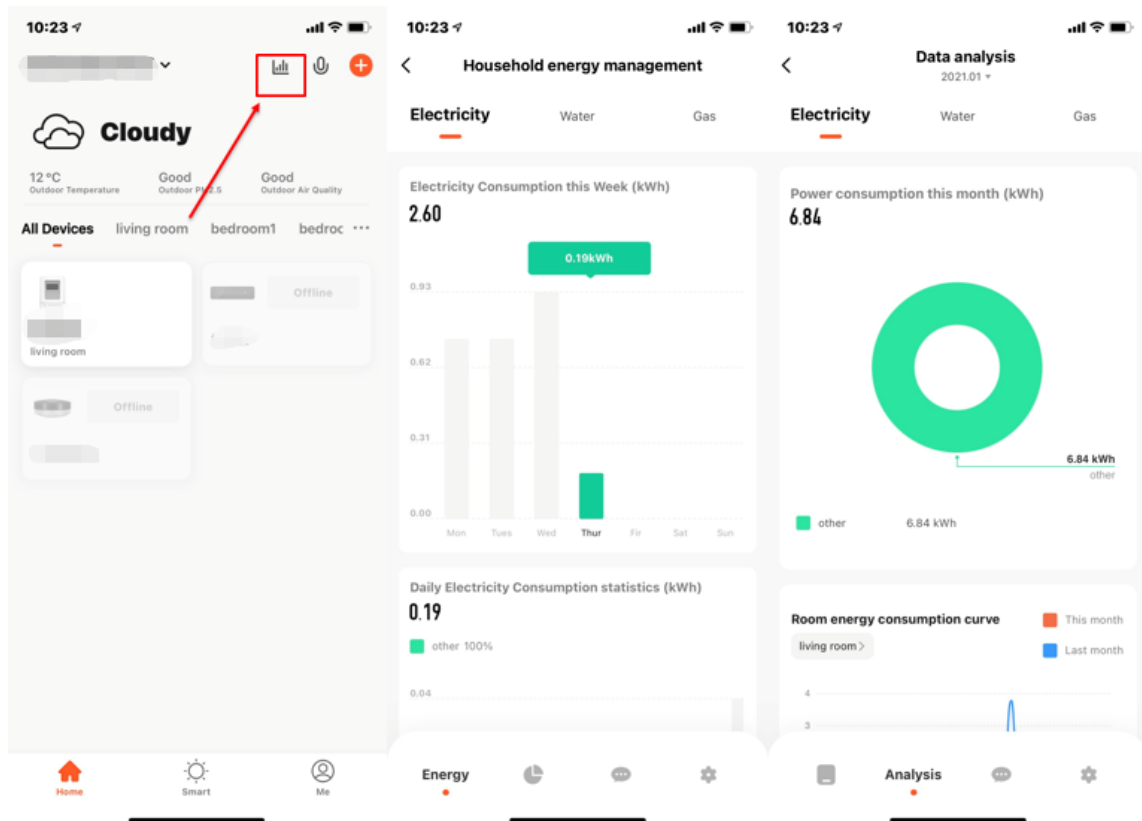 10:23
Cloudy
12 °C Good Good
Outdoor Temperature Outdoor PM2.5 Outdoor Air Quality
All Devices living room bedroom1 bedroc ...
Offline
living room
Offline
Home Smart Me
10:23
Household energy management
Electricity Water Gas
Electricity Consumption this Week (kWh)
2.60
0.19kWh
0.93
0.62
0.31
0.00
Mon Tues Wed Thur Fir Sat Sun
Daily Electricity Consumption statistics (kWh)
0.19
other 100%
0.04
Energy
10:23
Data analysis
2021.01
Electricity Water Gas
Power consumption this month (kWh)
6.84
6.84 kWh
other
other 6.84 kWh
Room energy consumption curve This month
living room > Last month
4
3
Analysis